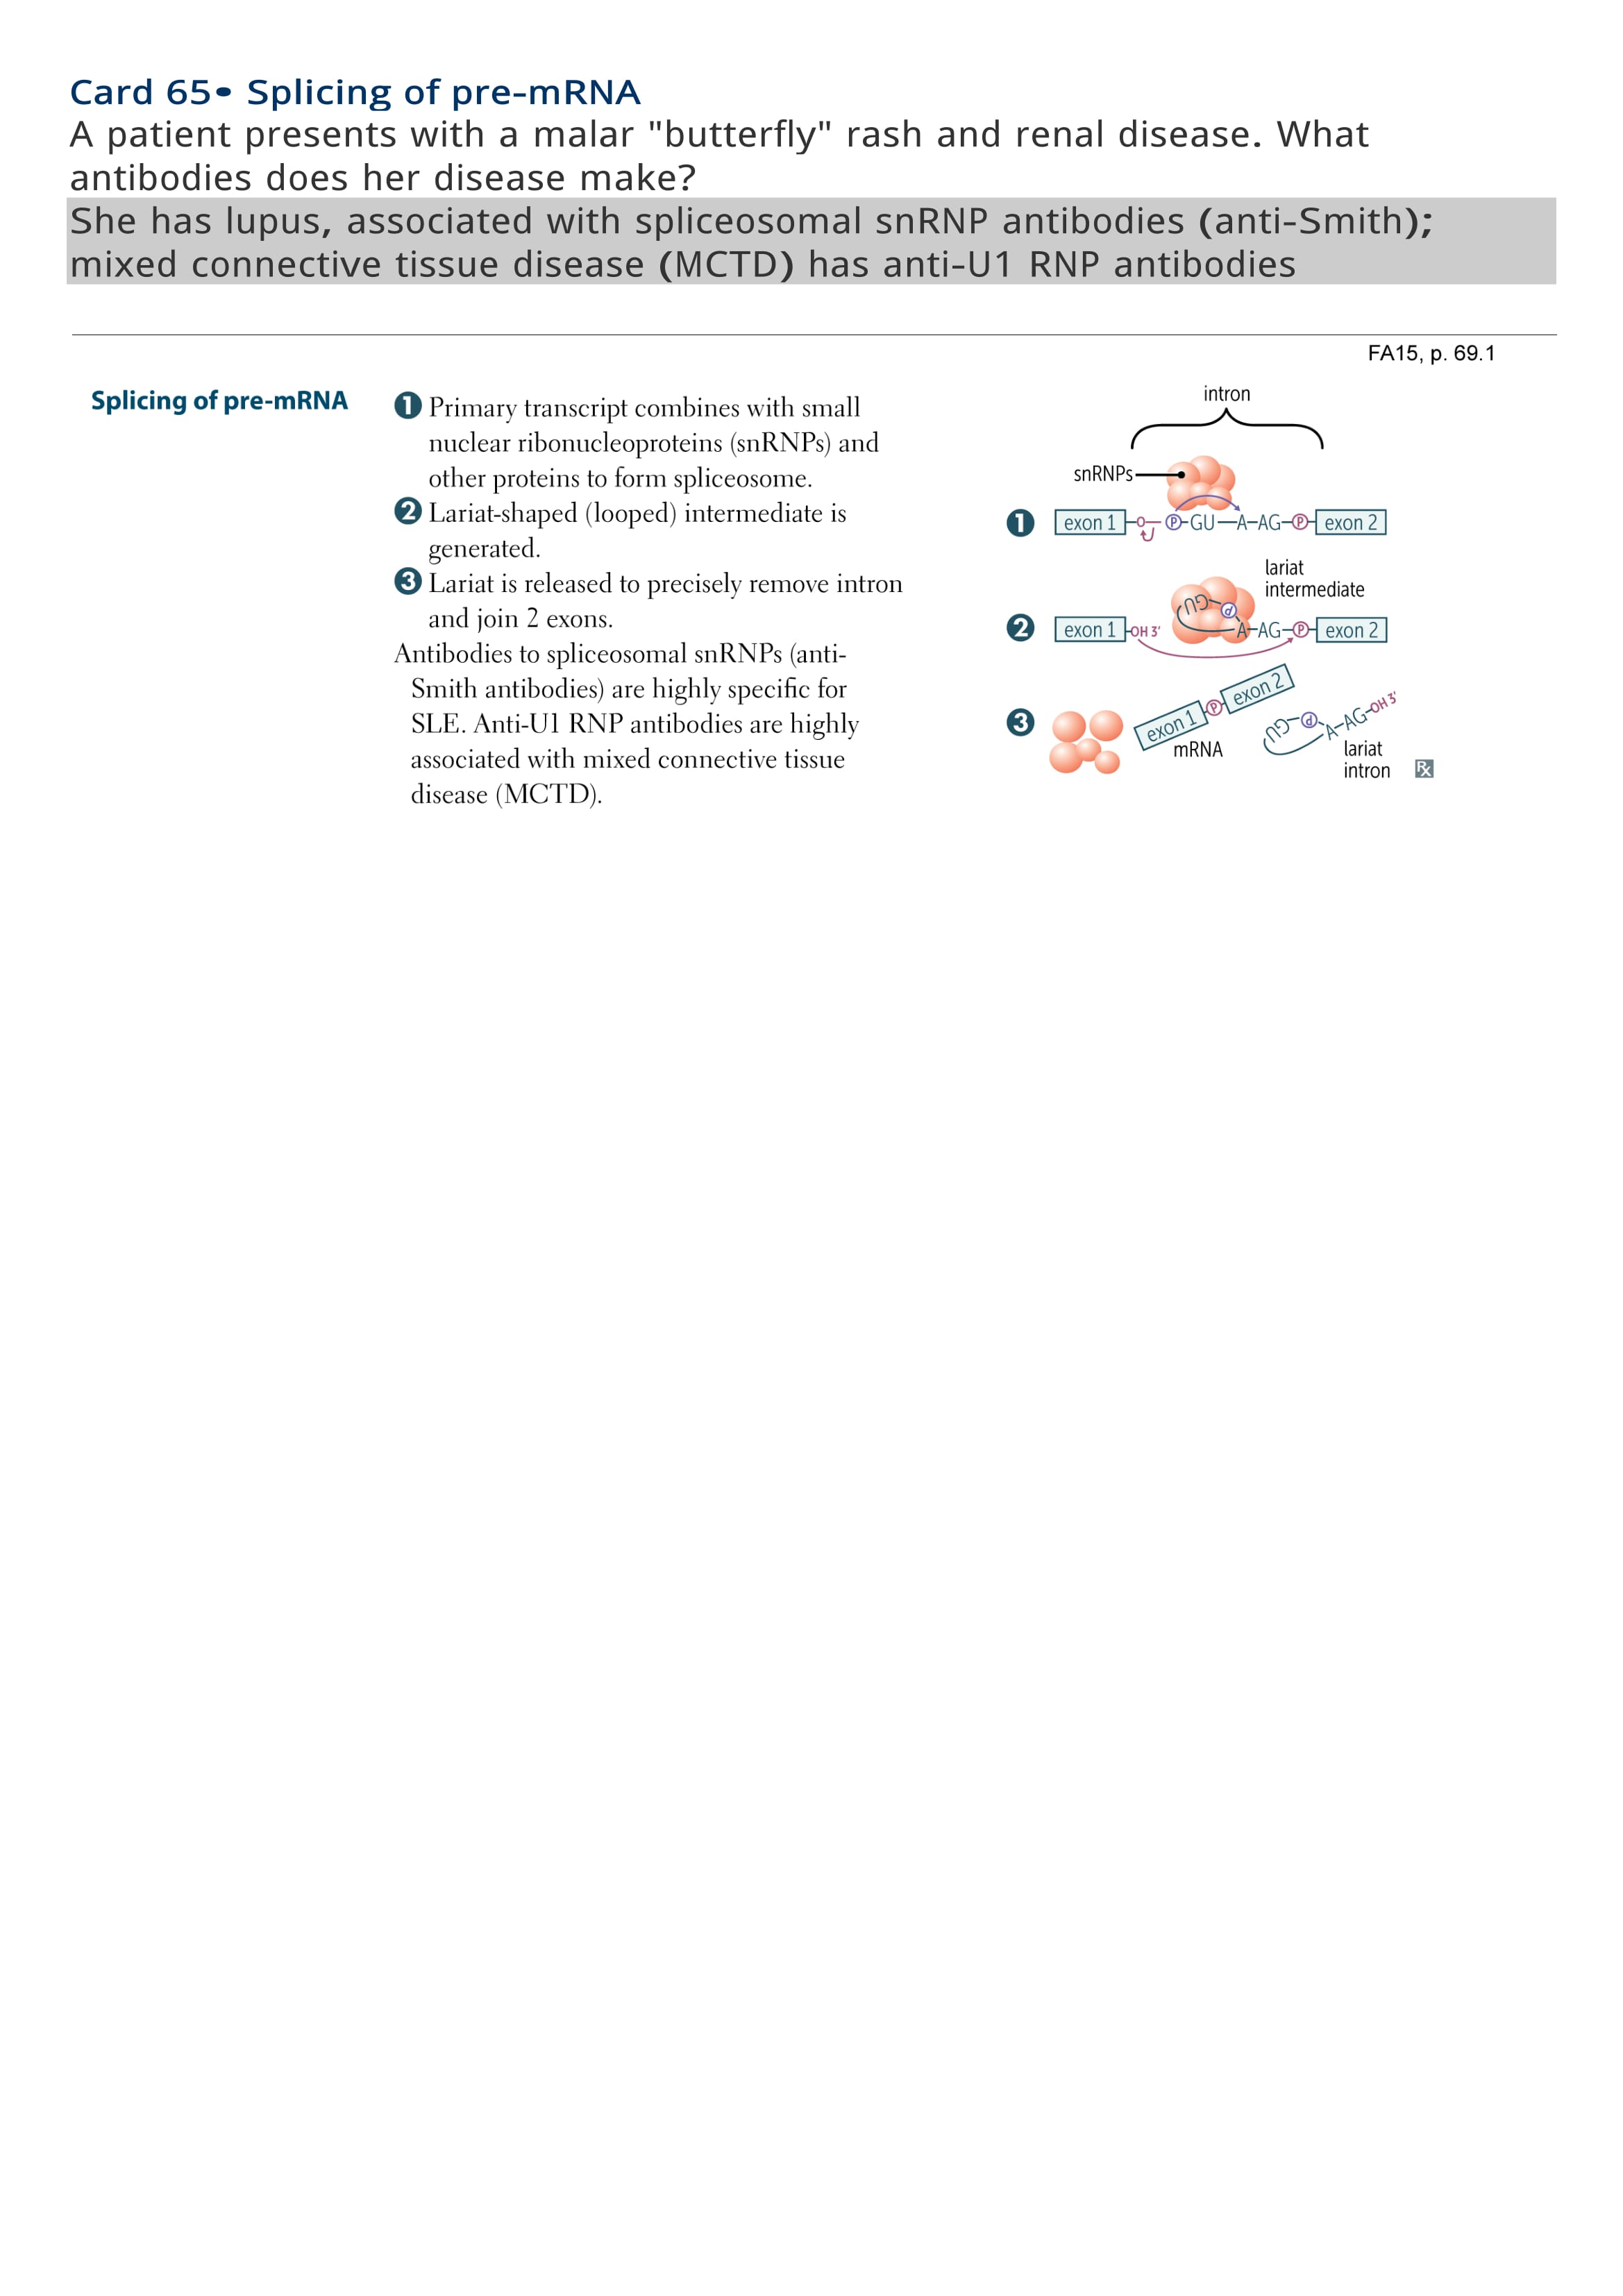 Card 65• Splicing of pre-mRNA
A patient presents with a malar "butterfly" rash and renal disease. What
antibodies does her disease make?
She has lupus, associated with spliceosomal snRNP antibodies (anti-Smith);
mixed connective tissue disease (MCTD) has anti-U1 RNP antibodies
FA15, p. 69.1
Splicing of pre-mRNA
1 Primary transcript combines with small
nuclear ribonucleoproteins (snRNPs) and
other proteins to form spliceosome.
2 Lariat-shaped (looped) intermediate is
generated.
3 Lariat is released to precisely remove intron
and join 2 exons.
Antibodies to spliceosomal snRNPs (anti-
Smith antibodies) are highly specific for
SLE. Anti-U1 RNP antibodies are highly
associated with mixed connective tissue
disease (MCTD).
intron
snRNPs
1 exon 1 O P GU A AG P exon 2
lariat
intermediate
2 exon 1 OH 3' GU P A AG P exon 2
3 exon 1 P exon 2
mRNA
GU P A AG OH 3'
lariat
intron
Rx